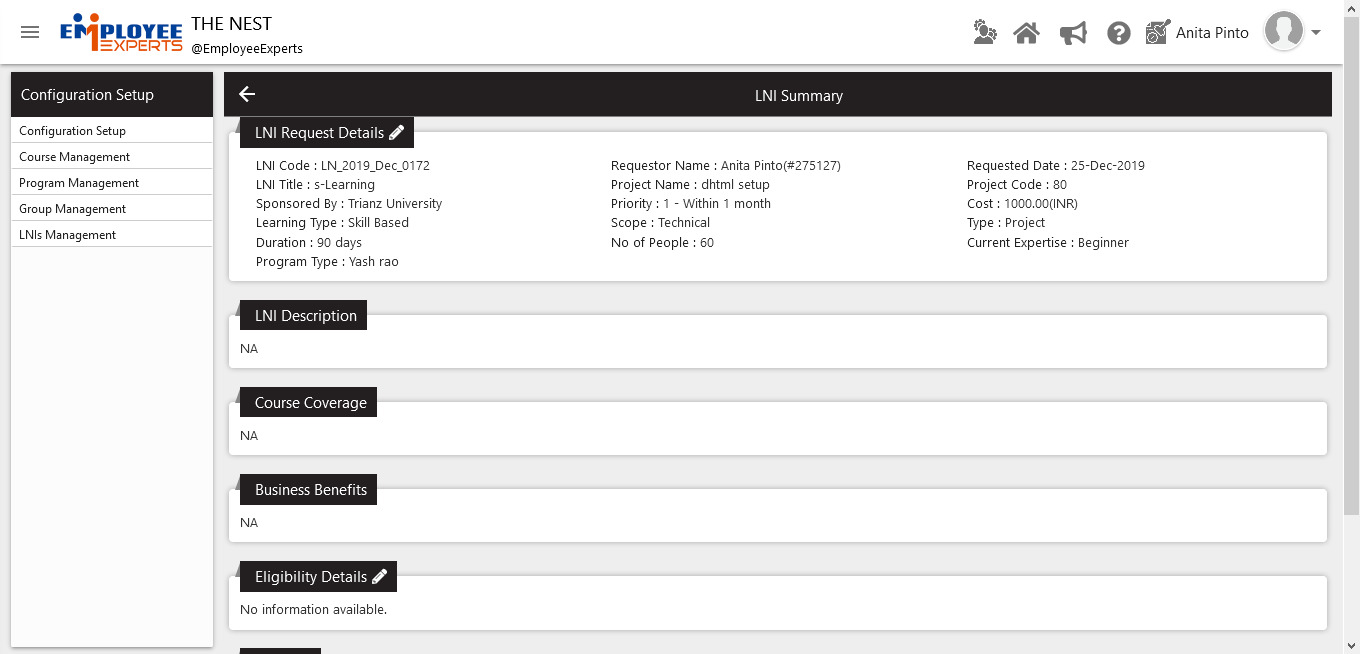 EMPLOYEE
EXPERTS
THE NEST
@EmployeeExperts
Anita Pinto
Configuration Setup
Configuration Setup
Course Management
Program Management
Group Management
LNIs Management
LNI Summary
LNI Request Details
LNI Code : LN_2019_Dec_0172
Requestor Name : Anita Pinto(#275127)
Requested Date : 25-Dec-2019
LNI Title : s-Learning
Project Name : dhtml setup
Project Code : 80
Sponsored By : Trianz University
Priority : 1 - Within 1 month
Cost : 1000.00(INR)
Learning Type : Skill Based
Scope : Technical
Type : Project
Duration : 90 days
No of People : 60
Current Expertise : Beginner
Program Type : Yash rao
LNI Description
NA
Course Coverage
NA
Business Benefits
NA
Eligibility Details
No information available.